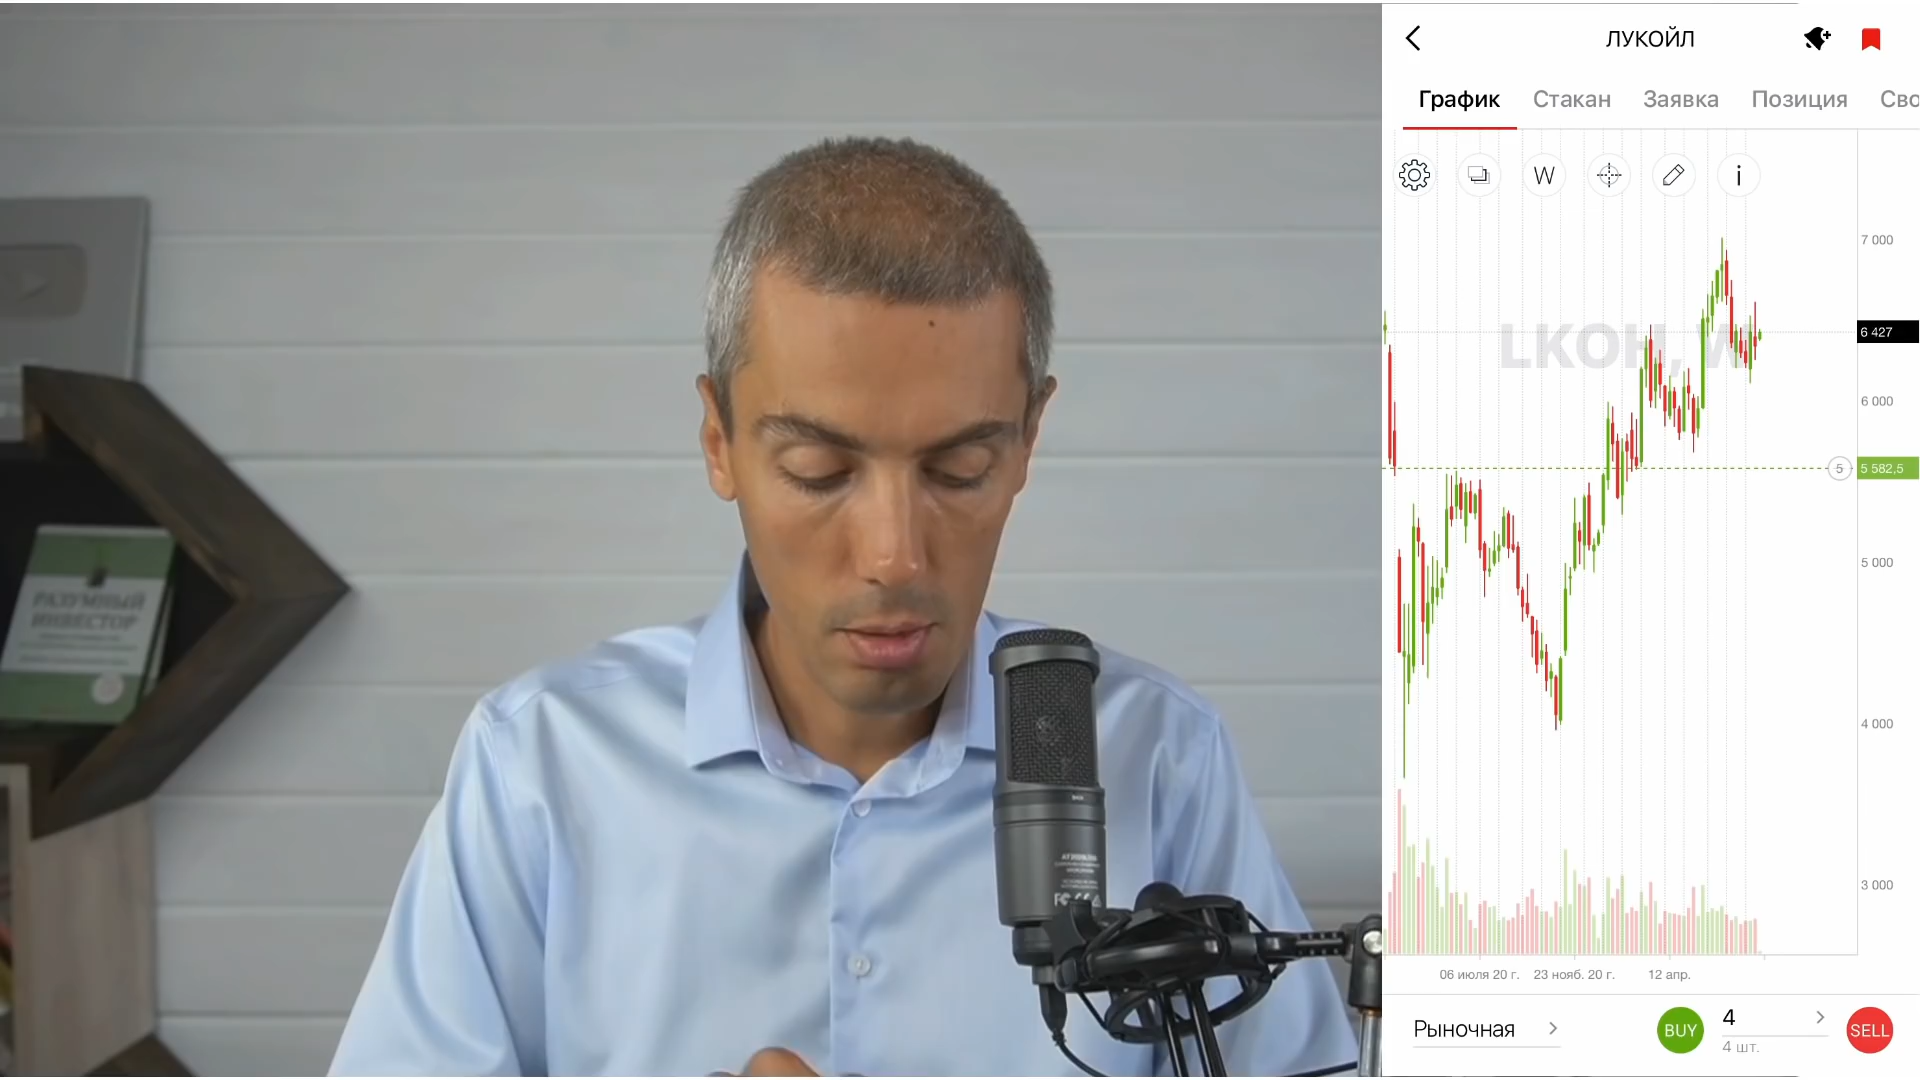 ЛУКОЙЛ
График Стакан Заявка Позиция Сво
W i
7 000
LKOH, W
6 427
6 000
5 5 582,5
5 000
4 000
3 000
06 июля 20 г. 23 нояб. 20 г. 12 апр.
Рыночная BUY 4 SELL
4 шт.
РАЗУМНЫЙ
ИНВЕСТОР